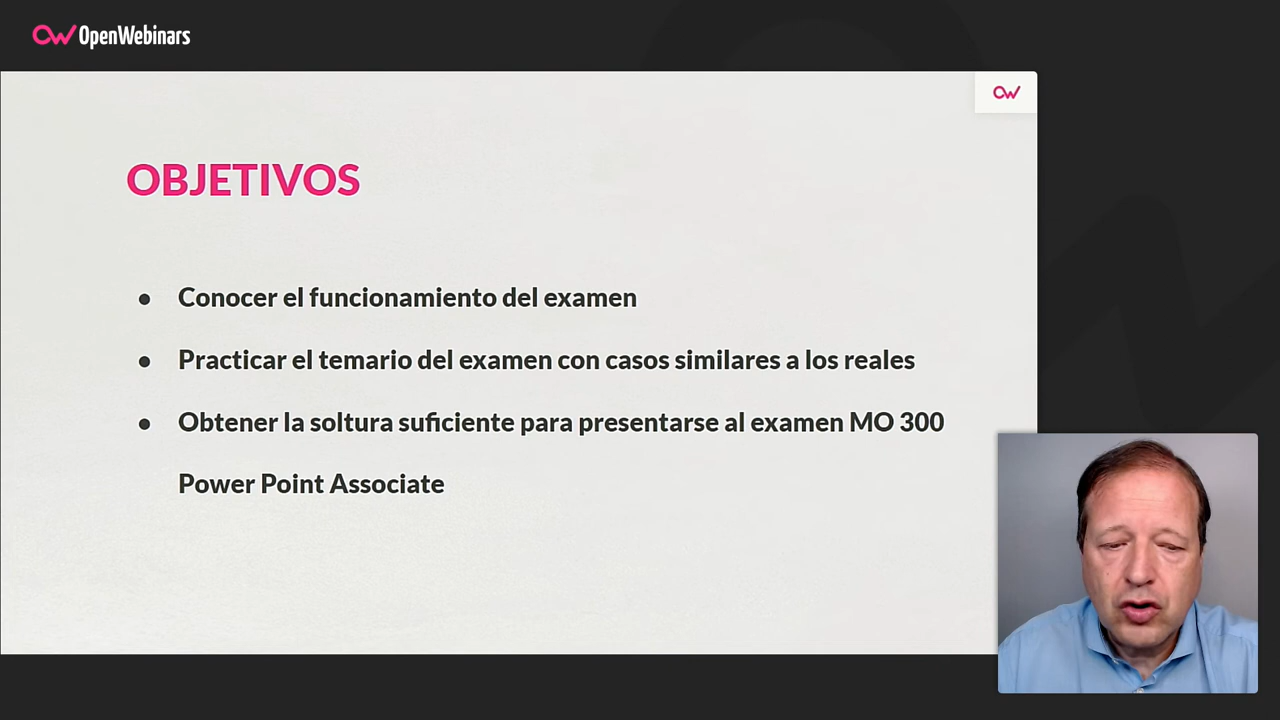 OpenWebinars
OBJETIVOS
● Conocer el funcionamiento del examen
● Practicar el temario del examen con casos similares a los reales
● Obtener la soltura suficiente para presentarse al examen MO 300
Power Point Associate